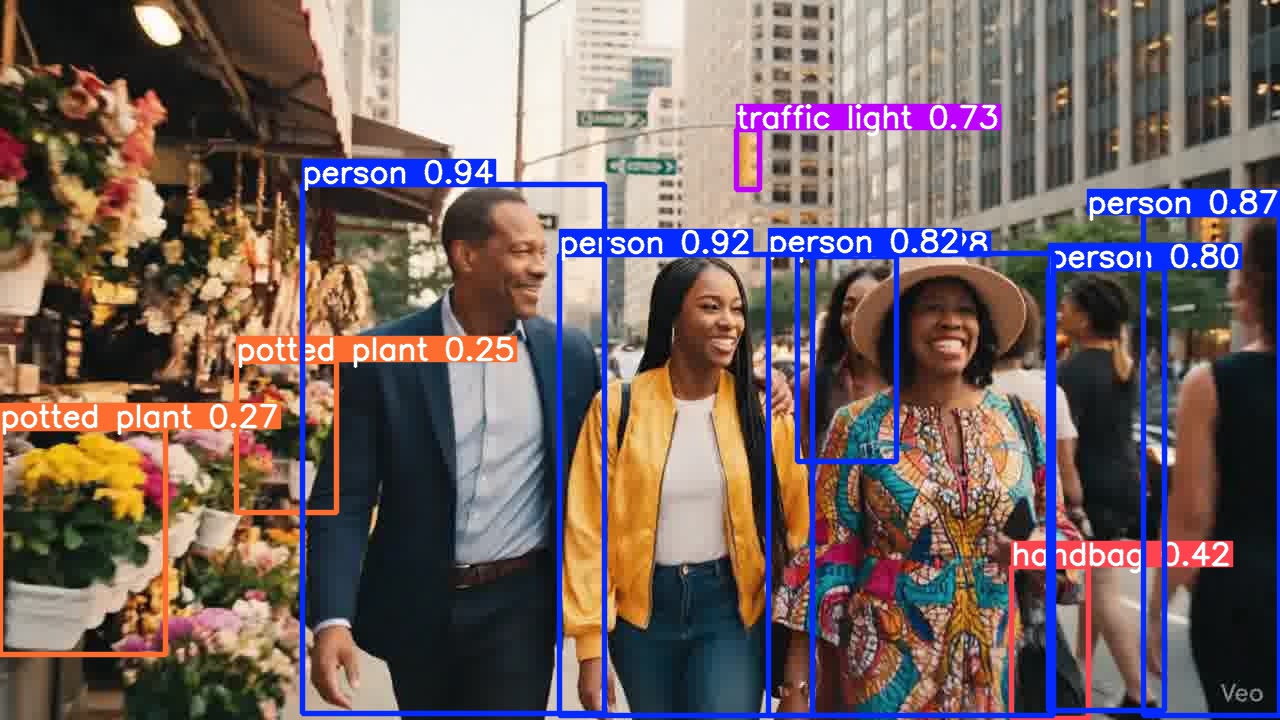 traffic light 0.73
person 0.94
person 0.87
person 0.92
person 0.82
8
person 0.80
potted plant 0.25
potted plant 0.27
handbag 0.42
Veo